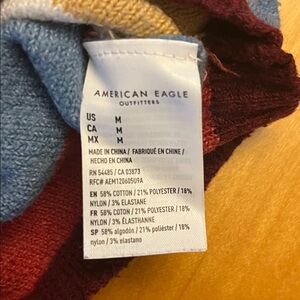 AMERICAN EAGLE
OUTFITTERS
US M
CA M
MX M
MADE IN CHINA / FABRIQUÉ EN CHINE /
HECHO EN CHINA
RN 54485 / CA 03873
RFC# AEM120605U9A
EN 58% COTTON / 21% POLYESTER / 18%
NYLON / 3% ELASTANE
FR 58% COTON / 21% POLYESTER / 18%
NYLON / 3% ÉLASTHANNE
SP 58% algodón / 21% poliéster / 18%
nylon / 3% elastano